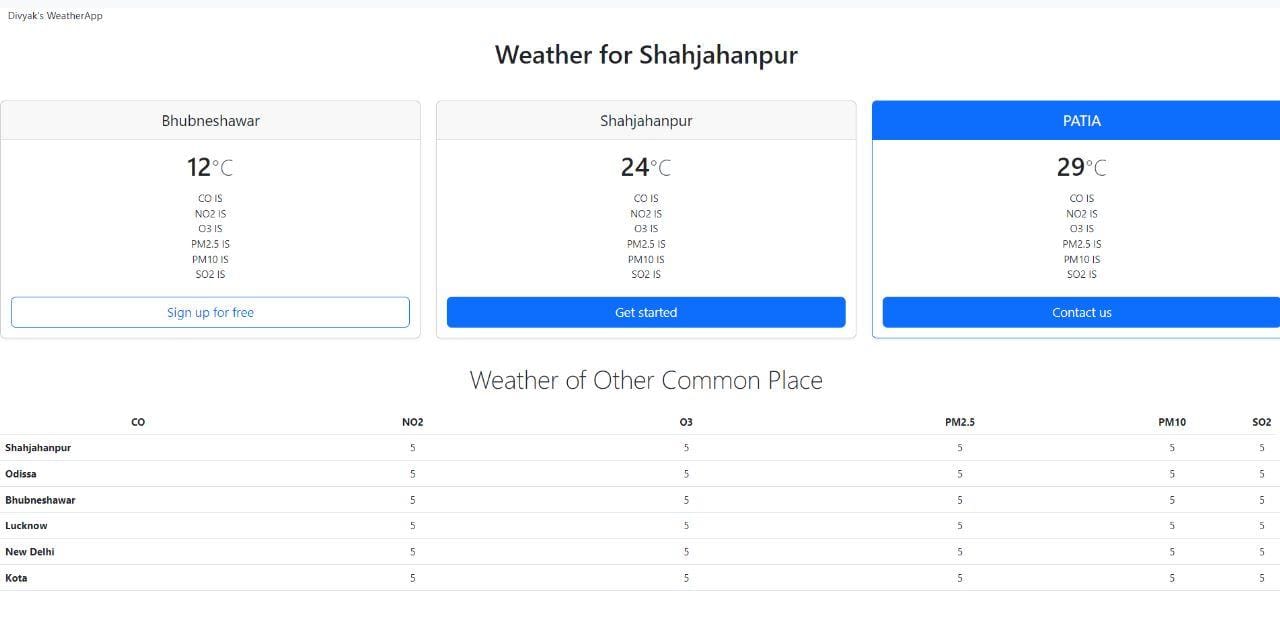 Divyak's WeatherApp
Weather for Shahjahanpur
Bhubneshawar
12°C
CO IS
NO2 IS
O3 IS
PM2.5 IS
PM10 IS
SO2 IS
Sign up for free
Shahjahanpur
24°C
CO IS
NO2 IS
O3 IS
PM2.5 IS
PM10 IS
SO2 IS
Get started
PATIA
29°C
CO IS
NO2 IS
O3 IS
PM2.5 IS
PM10 IS
SO2 IS
Contact us
Weather of Other Common Place
CO NO2 O3 PM2.5 PM10 SO2
Shahjahanpur 5 5 5 5 5
Odissa 5 5 5 5 5
Bhubneshawar 5 5 5 5 5
Lucknow 5 5 5 5 5
New Delhi 5 5 5 5 5
Kota 5 5 5 5 5